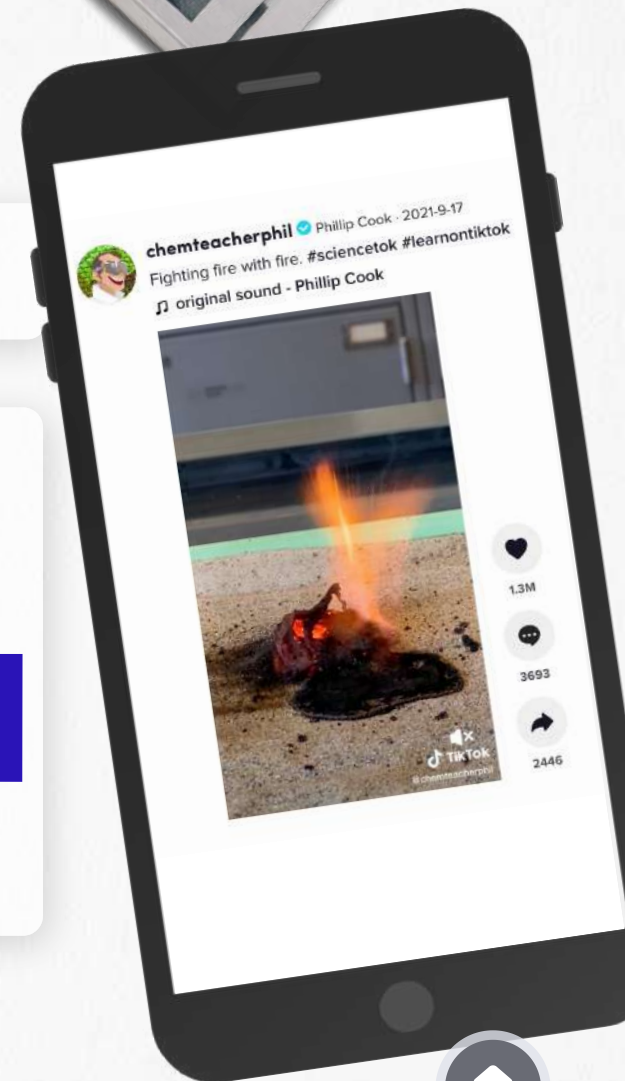 chemteacherphil Phillip Cook · 2021-9-17
Fighting fire with fire. #sciencetok #learnontiktok
♫ original sound - Phillip Cook
1.3M
3693
2446
TikTok
@chemteacherphil